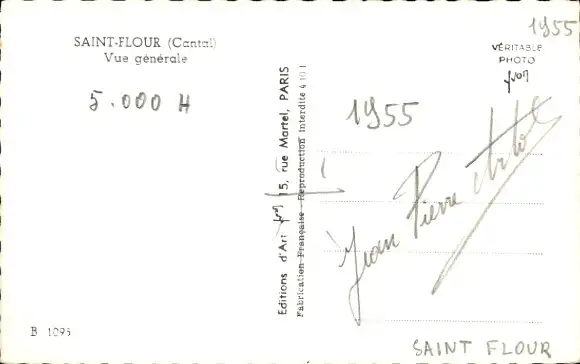 1955
SAINT-FLOUR (Cantal)
Vue générale
5.000 H
VÉRITABLE
PHOTO
yvon
1955
Editions d'Art yvon 15, rue Martel, PARIS
Fabrication Française - Reproduction Interdite
Jean Pierre
B 1095
SAINT FLOUR